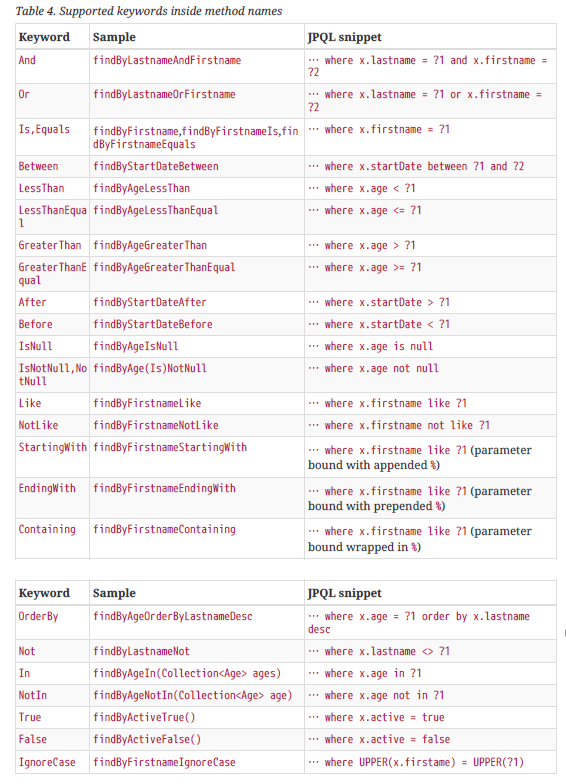 Table 4. Supported keywords inside method names
Keyword Sample JPQL snippet
And findByLastnameAndFirstname … where x.lastname = ?1 and x.firstname =
?2
Or findByLastnameOrFirstname … where x.lastname = ?1 or x.firstname =
?2
Is,Equals findByFirstname,findByFirstnameIs,fin … where x.firstname = ?1
dByFirstnameEquals
Between findByStartDateBetween … where x.startDate between ?1 and ?2
LessThan findByAgeLessThan … where x.age < ?1
LessThanEqua findByAgeLessThanEqual … where x.age <= ?1
l
GreaterThan findByAgeGreaterThan … where x.age > ?1
GreaterThanE findByAgeGreaterThanEqual … where x.age >= ?1
qual
After findByStartDateAfter … where x.startDate > ?1
Before findByStartDateBefore … where x.startDate < ?1
IsNull findByAgeIsNull … where x.age is null
IsNotNull,No findByAge(Is)NotNull … where x.age not null
tNull
Like findByFirstnameLike … where x.firstname like ?1
NotLike findByFirstnameNotLike … where x.firstname not like ?1
StartingWith findByFirstnameStartingWith … where x.firstname like ?1 (parameter
bound with appended %)
EndingWith findByFirstnameEndingWith … where x.firstname like ?1 (parameter
bound with prepended %)
Containing findByFirstnameContaining … where x.firstname like ?1 (parameter
bound wrapped in %)
Keyword Sample JPQL snippet
OrderBy findByAgeOrderByLastnameDesc … where x.age = ?1 order by x.lastname
desc
Not findByLastnameNot … where x.lastname <> ?1
In findByAgeIn(Collection<Age> ages) … where x.age in ?1
NotIn findByAgeNotIn(Collection<Age> age) … where x.age not in ?1
True findByActiveTrue() … where x.active = true
False findByActiveFalse() … where x.active = false
IgnoreCase findByFirstnameIgnoreCase … where UPPER(x.firstame) = UPPER(?1)